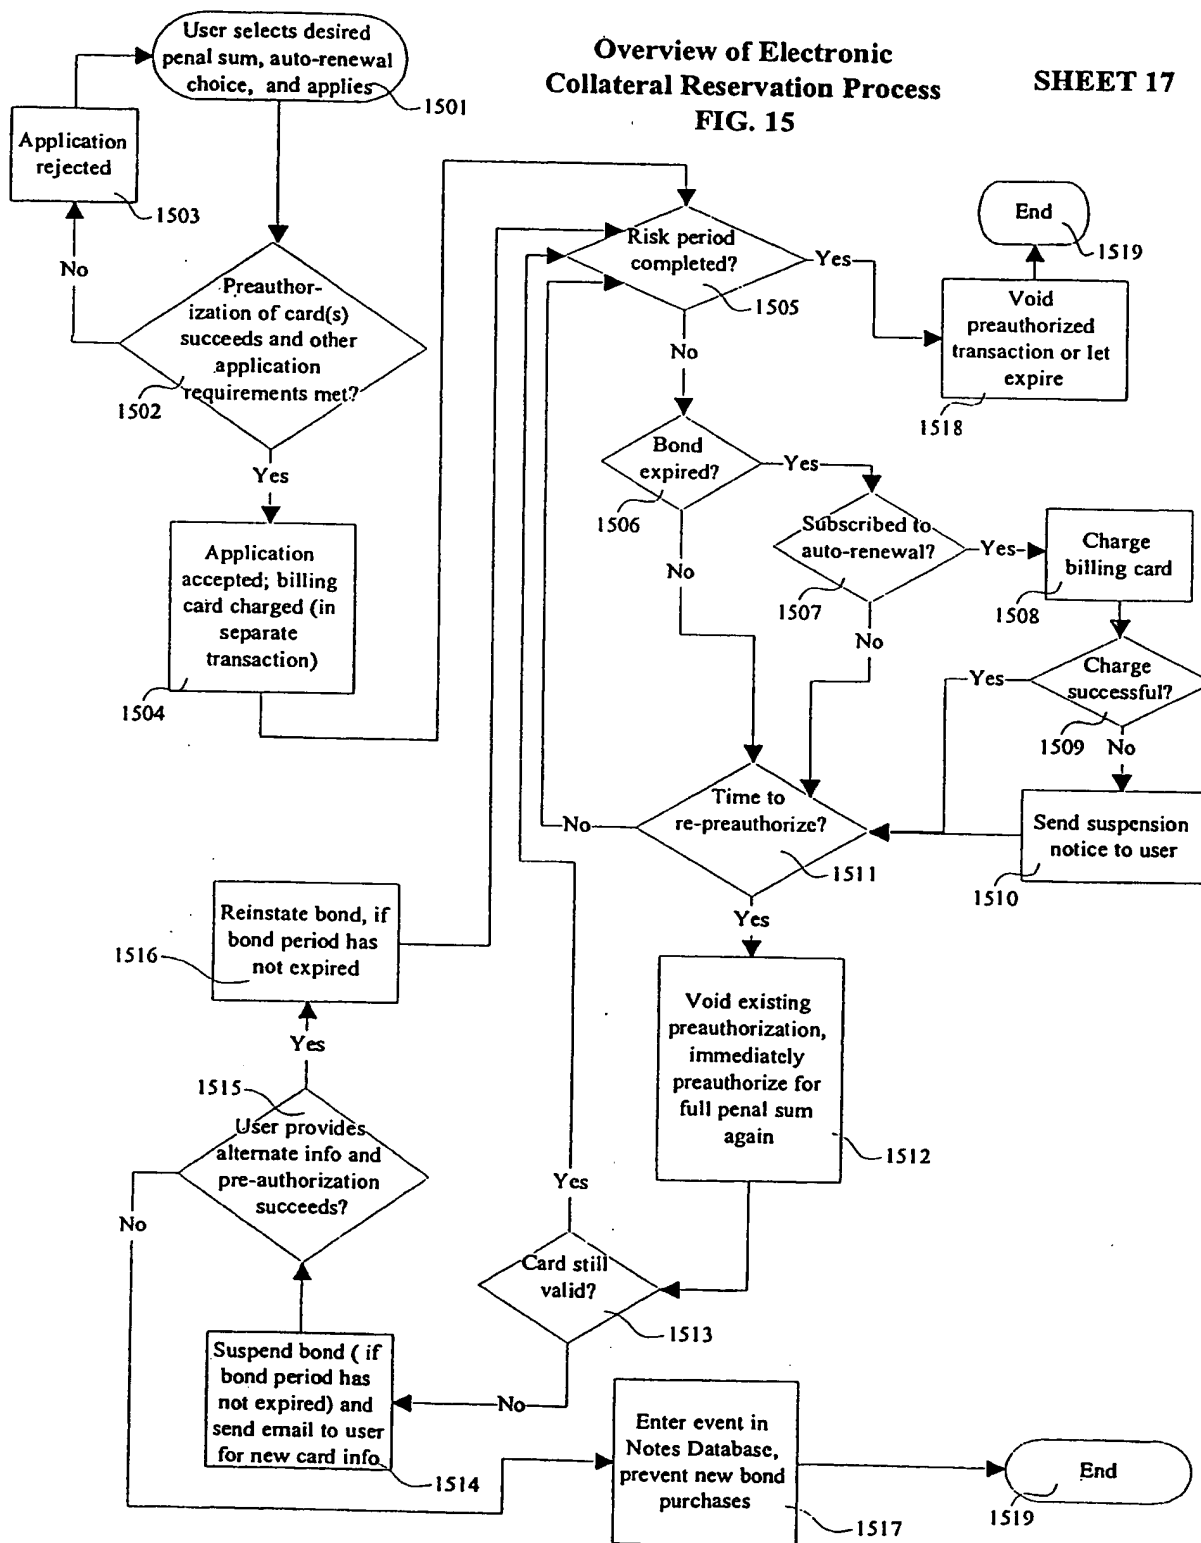 Overview of Electronic
Collateral Reservation Process
FIG. 15
SHEET 17
User selects desired
penal sum, auto-renewal
choice, and applies
1501
Application
rejected
1503
No
Preauthor-
ization of card(s)
succeeds and other
application
requirements met?
1502
Yes
Application
accepted; billing
card charged (in
separate
transaction)
1504
Risk period
completed?
1505
Yes
End
1519
Void
preauthorized
transaction or let
expire
1518
No
Bond
expired?
1506
Yes
Subscribed to
auto-renewal?
1507
Yes
Charge
billing card
1508
No
No
Charge
successful?
1509
Yes
No
Send suspension
notice to user
1510
Time to
re-preauthorize?
1511
No
Yes
Reinstate bond, if
bond period has
not expired
1516
Yes
Void existing
preauthorization,
immediately
preauthorize for
full penal sum
again
1512
1515
User provides
alternate info and
pre-authorization
succeeds?
No
Yes
Card still
valid?
1513
No
Suspend bond ( if
bond period has
not expired) and
send email to user
for new card info
1514
Enter event in
Notes Database,
prevent new bond
purchases
1517
End
1519